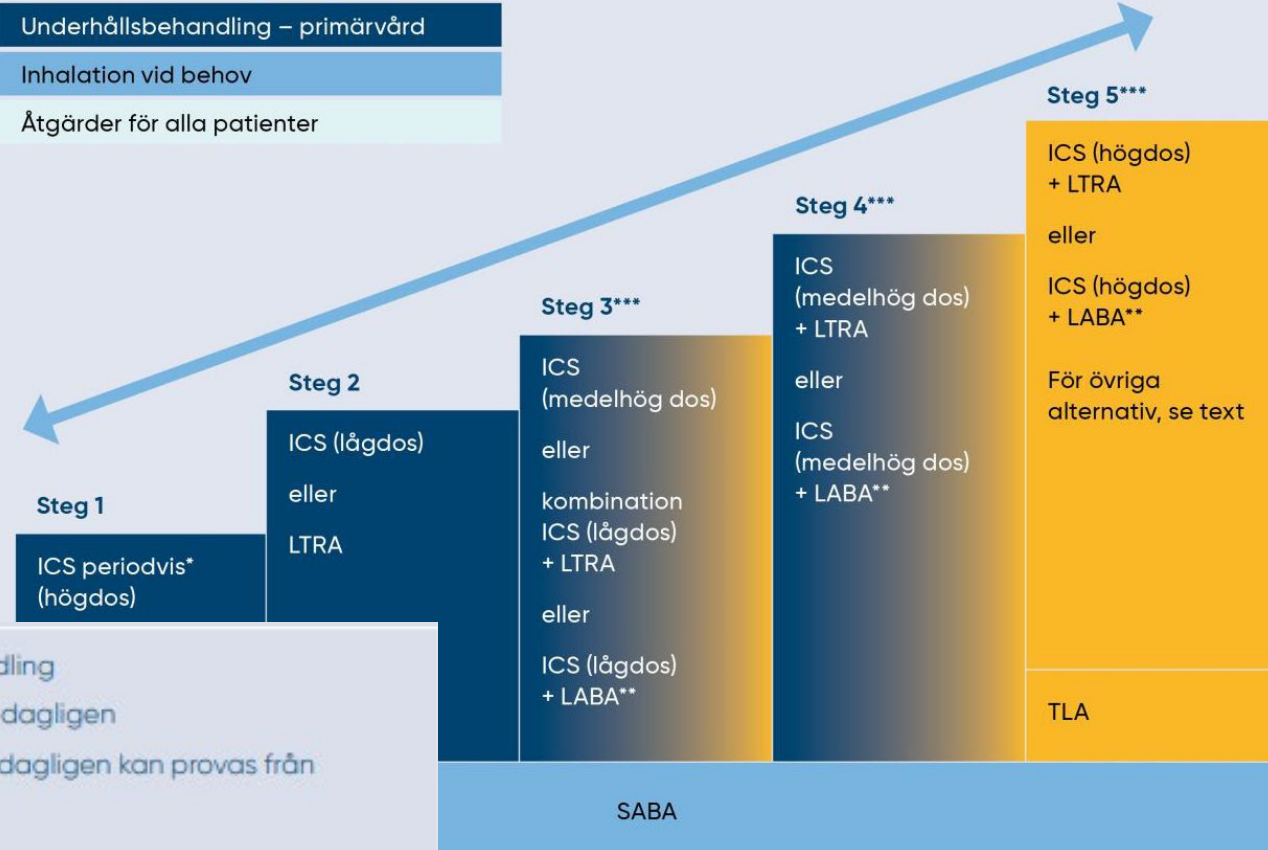 Underhållsbehandling – primärvård
Inhalation vid behov
Åtgärder för alla patienter
Steg 1
ICS periodvis*
(högdos)
Steg 2
ICS (lågdos)
eller
LTRA
Steg 3***
ICS
(medelhög dos)
eller
kombination
ICS (lågdos)
+ LTRA
eller
ICS (lågdos)
+ LABA**
Steg 4***
ICS
(medelhög dos)
+ LTRA
eller
ICS
(medelhög dos)
+ LABA**
Steg 5***
ICS (högdos)
+ LTRA
eller
ICS (högdos)
+ LABA**
För övriga
alternativ, se text
TLA
dling
dagligen
dagligen kan provas från
SABA